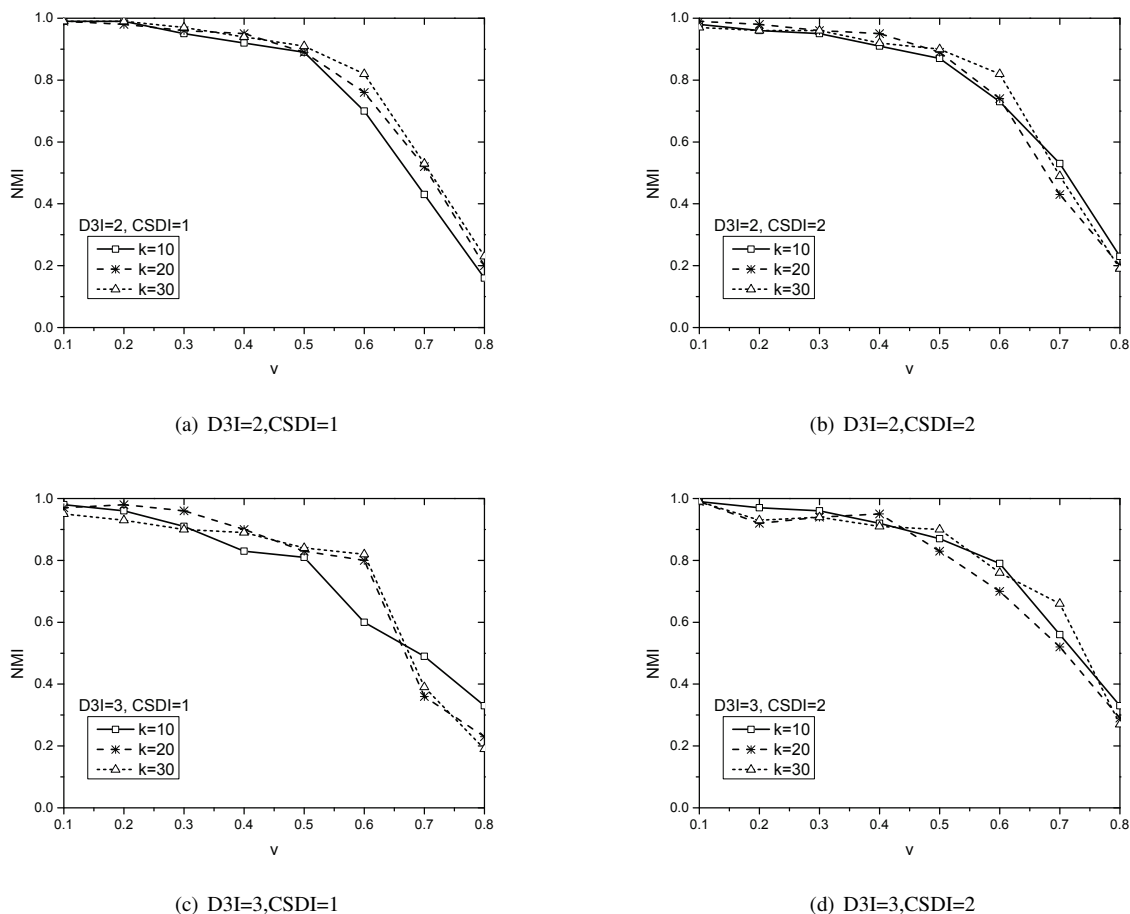 1.0
0.8
0.6
0.4
0.2
0.0
NMI
D3I=2, CSDI=1
k=10
k=20
k=30
0.1 0.2 0.3 0.4 0.5 0.6 0.7 0.8
v
(a) D3I=2,CSDI=1
1.0
0.8
0.6
0.4
0.2
0.0
NMI
D3I=2, CSDI=2
k=10
k=20
k=30
0.1 0.2 0.3 0.4 0.5 0.6 0.7 0.8
v
(b) D3I=2,CSDI=2
1.0
0.8
0.6
0.4
0.2
0.0
NMI
D3I=3, CSDI=1
k=10
k=20
k=30
0.1 0.2 0.3 0.4 0.5 0.6 0.7 0.8
v
(c) D3I=3,CSDI=1
1.0
0.8
0.6
0.4
0.2
0.0
NMI
D3I=3, CSDI=2
k=10
k=20
k=30
0.1 0.2 0.3 0.4 0.5 0.6 0.7 0.8
v
(d) D3I=3,CSDI=2